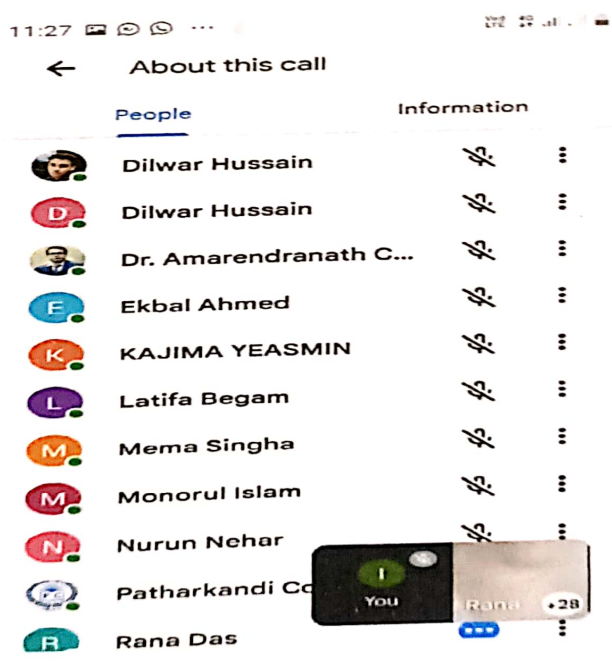 11:27
About this call
People Information
Dilwar Hussain
D Dilwar Hussain
Dr. Amarendranath C...
E Ekbal Ahmed
K KAJIMA YEASMIN
L Latifa Begam
M Mema Singha
M Monorul Islam
N Nurun Nehar
Patharkandi Co
I
You Rana +28
R Rana Das